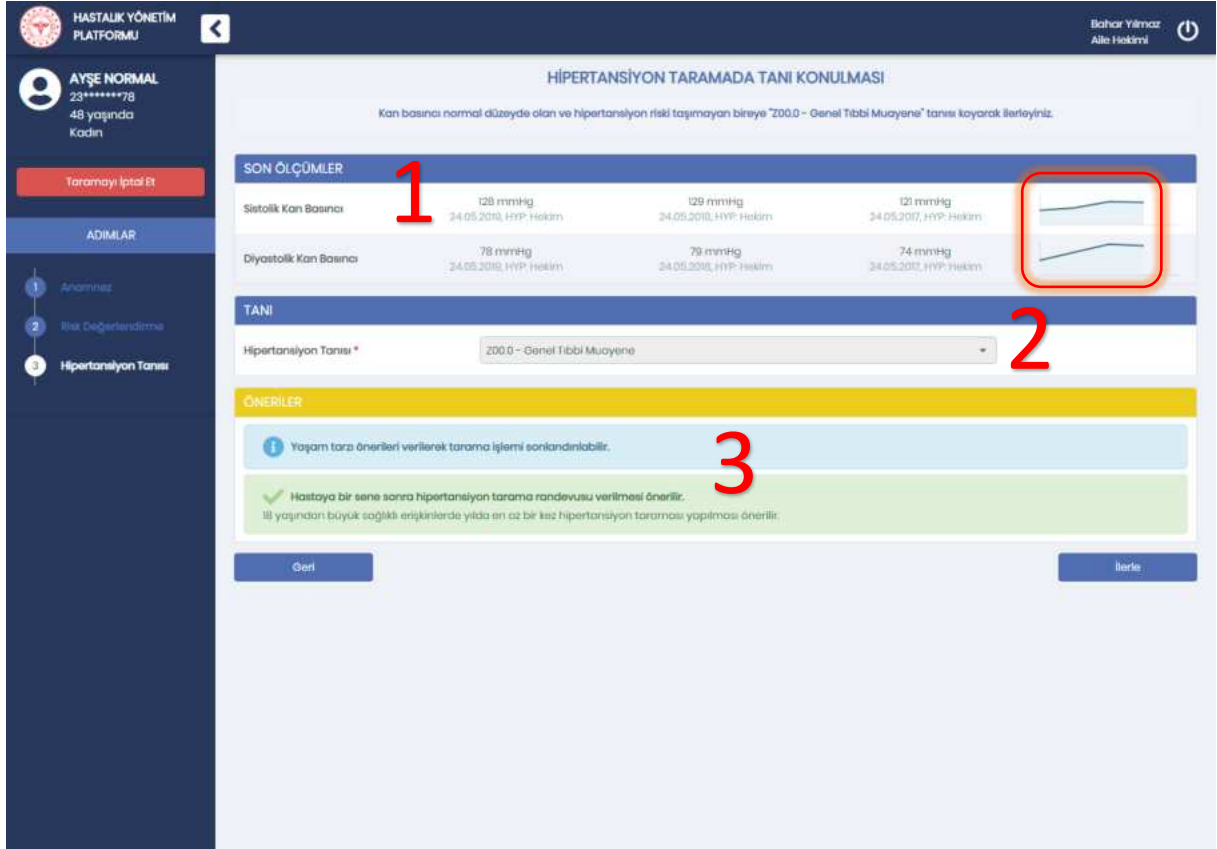 HASTALIK YÖNETİM
PLATFORMU
Bahar Yılmaz
Aile Hekimi
AYŞE NORMAL
23*******78
48 yaşında
Kadın
Taramayı İptal Et
ADIMLAR
1 Anamnez
2 Risk Değerlendirme
3 Hipertansiyon Tanısı
HİPERTANSİYON TARAMADA TANI KONULMASI
Kan basıncı normal düzeyde olan ve hipertansiyon riski taşımayan bireye "Z00.0 - Genel Tıbbi Muayene" tanısı koyarak ilerleyiniz.
SON ÖLÇÜMLER
1
Sistolik Kan Basıncı 128 mmHg 129 mmHg 121 mmHg
HYP: Hekim 24.05.2018, HYP: Hekim 24.05.2017, HYP: Hekim
Diyastolik Kan Basıncı 78 mmHg 79 mmHg 74 mmHg
HYP: Hekim 24.05.2018, HYP: Hekim 24.05.2017, HYP: Hekim
TANI
2
Hipertansiyon Tanısı * Z00.0 - Genel Tıbbi Muayene
ÖNERİLER
3
Yaşam tarzı önerileri verilerek tarama işlemi sonlandırılabilir.
Hastaya bir sene sonra hipertansiyon tarama randevusu verilmesi önerilir.
18 yaşından büyük sağlıklı erişkinlerde yılda en az bir kez hipertansiyon taraması yapılması önerilir.
Geri
İlerle